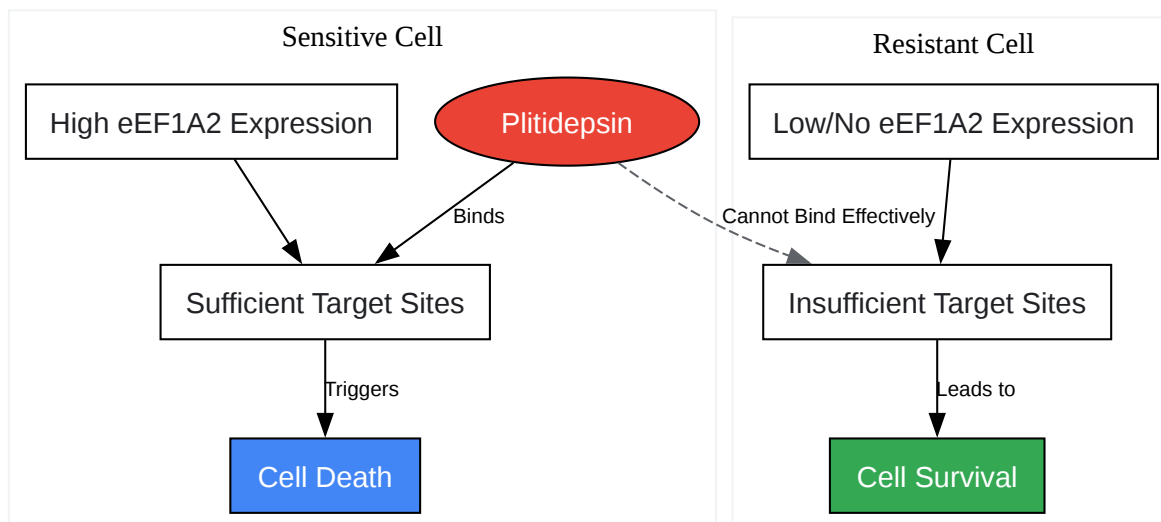 Sensitive Cell
Resistant Cell
High eEF1A2 Expression
Plitidepsin
Low/No eEF1A2 Expression
Binds
Cannot Bind Effectively
Sufficient Target Sites
Insufficient Target Sites
Triggers
Leads to
Cell Death
Cell Survival